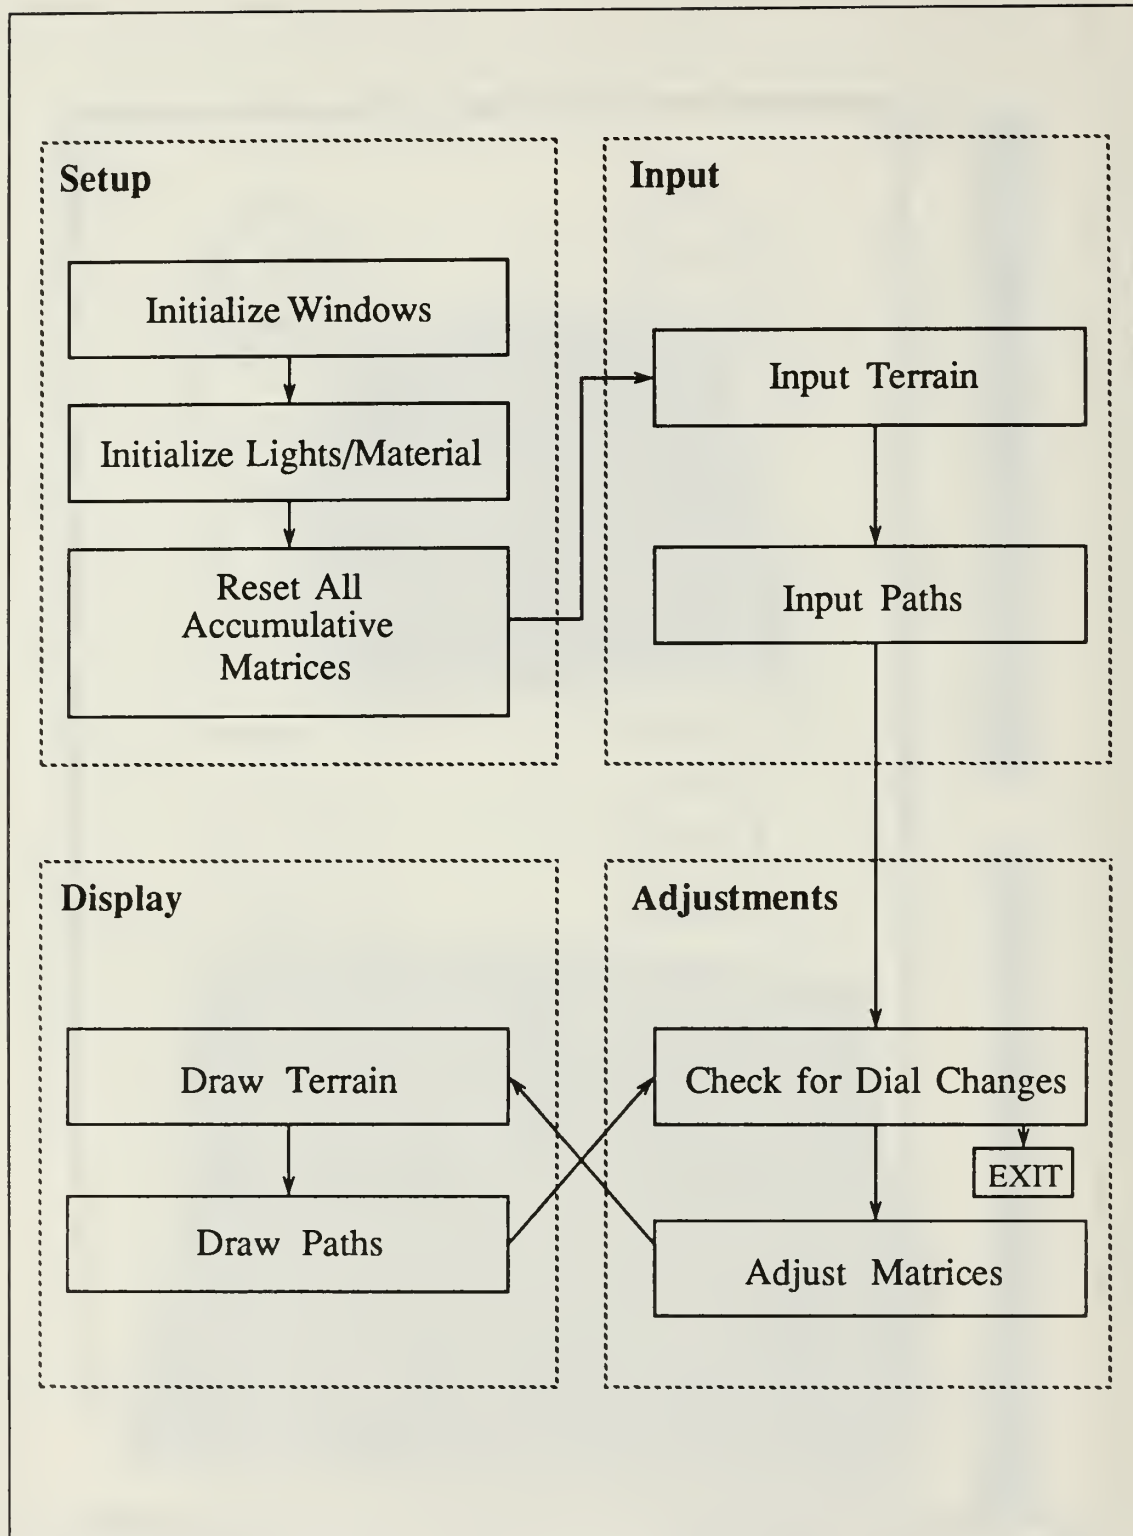 Setup
Initialize Windows
Initialize Lights/Material
Reset All
Accumulative
Matrices
Input
Input Terrain
Input Paths
Display
Draw Terrain
Draw Paths
Adjustments
Check for Dial Changes
EXIT
Adjust Matrices